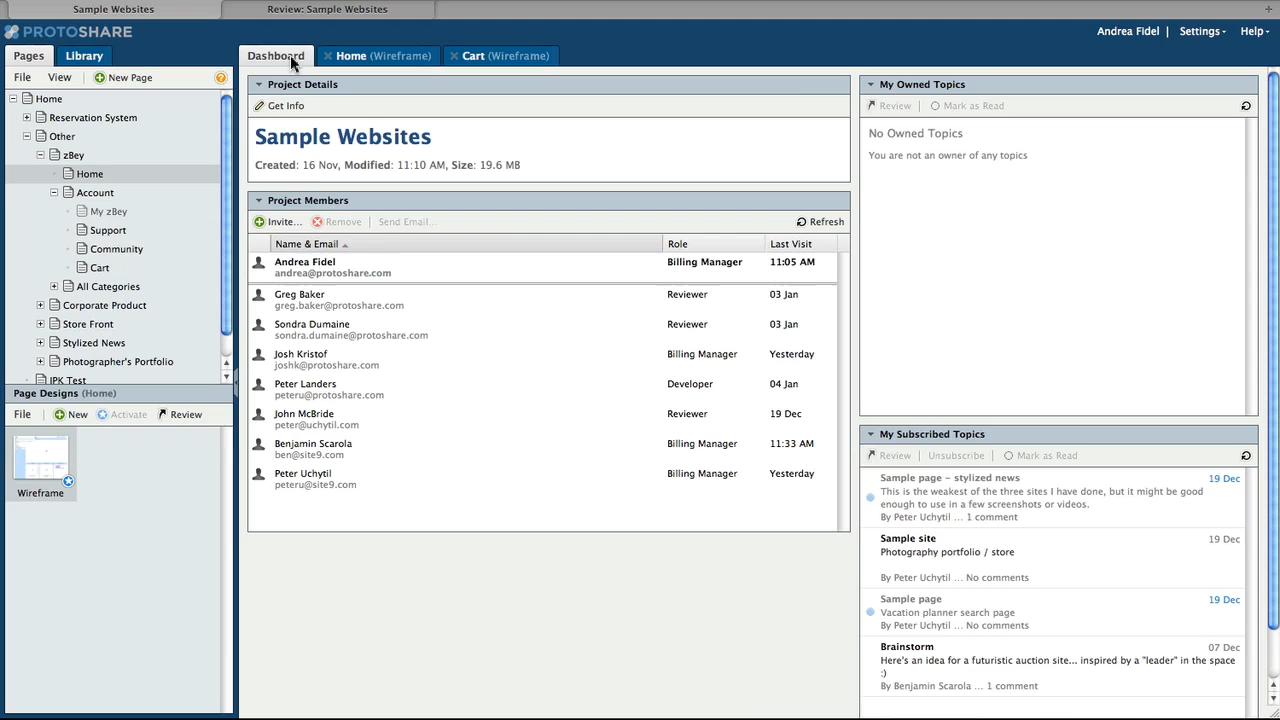 Sample Websites
Review: Sample Websites
PROTOSHARE
Andrea Fidel | Settings Help
Pages Library
Dashboard Home (Wireframe) Cart (Wireframe)
File View New Page
Home
Reservation System
Other
zBey
Home
Account
My zBey
Support
Community
Cart
All Categories
Corporate Product
Store Front
Stylized News
Photographer's Portfolio
IPK Test
Page Designs (Home)
File New Activate Review
Wireframe
Project Details
Get Info
Sample Websites
Created: 16 Nov, Modified: 11:10 AM, Size: 19.6 MB
Project Members
Invite... Remove Send Email... Refresh
Name & Email Role Last Visit
Andrea Fidel Billing Manager 11:05 AM
andrea@protoshare.com
Greg Baker Reviewer 03 Jan
greg.baker@protoshare.com
Sondra Dumaine Reviewer 03 Jan
sondra.dumaine@protoshare.com
Josh Kristof Billing Manager Yesterday
joshk@protoshare.com
Peter Landers Developer 04 Jan
peteru@protoshare.com
John McBride Reviewer 19 Dec
peter@uchytil.com
Benjamin Scarola Billing Manager 11:33 AM
ben@site9.com
Peter Uchytil Billing Manager Yesterday
peteru@site9.com
My Owned Topics
Review Mark as Read
No Owned Topics
You are not an owner of any topics
My Subscribed Topics
Review Unsubscribe Mark as Read
Sample page – stylized news 19 Dec
This is the weakest of the three sites I have done, but it might be good
enough to use in a few screenshots or videos.
By Peter Uchytil ... 1 comment
Sample site 19 Dec
Photography portfolio / store
By Peter Uchytil ... No comments
Sample page 19 Dec
Vacation planner search page
By Peter Uchytil ... No comments
Brainstorm 07 Dec
Here's an idea for a futuristic auction site... inspired by a "leader" in the space
:)
By Benjamin Scarola ... 1 comment